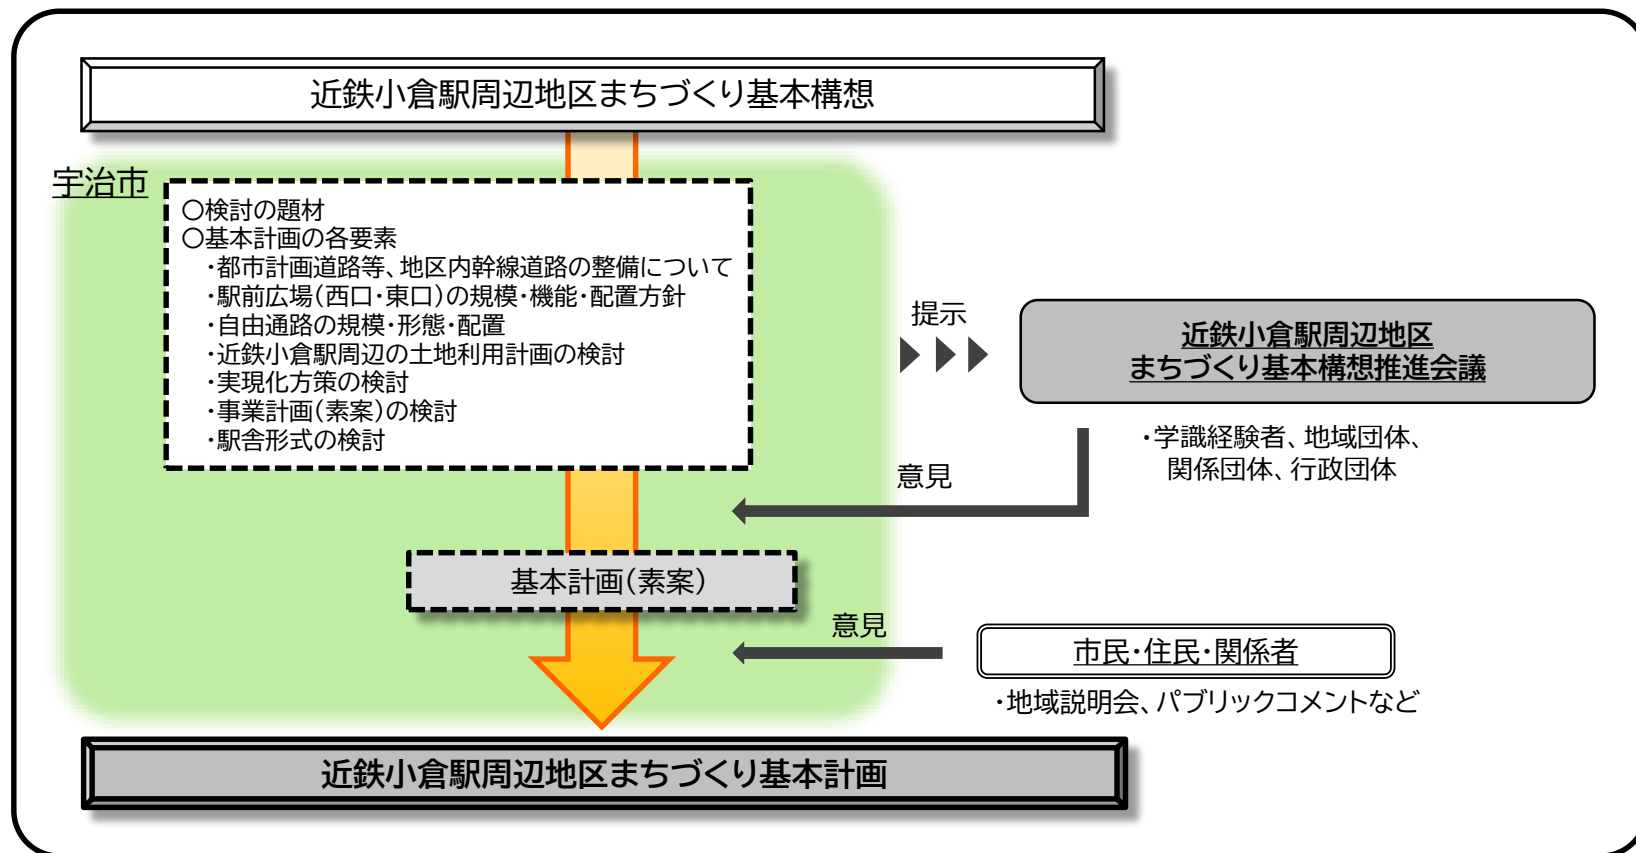 近鉄小倉駅周辺地区まちづくり基本構想
宇治市
〇検討の題材
〇基本計画の各要素
・都市計画道路等、地区内幹線道路の整備について
・駅前広場(西口・東口)の規模・機能・配置方針
・自由通路の規模・形態・配置
・近鉄小倉駅周辺の土地利用計画の検討
・実現化方策の検討
・事業計画(素案)の検討
・駅舎形式の検討
提示
近鉄小倉駅周辺地区
まちづくり基本構想推進会議
・学識経験者、地域団体、
関係団体、行政団体
意見
基本計画(素案)
意見
市民・住民・関係者
・地域説明会、パブリックコメントなど
近鉄小倉駅周辺地区まちづくり基本計画